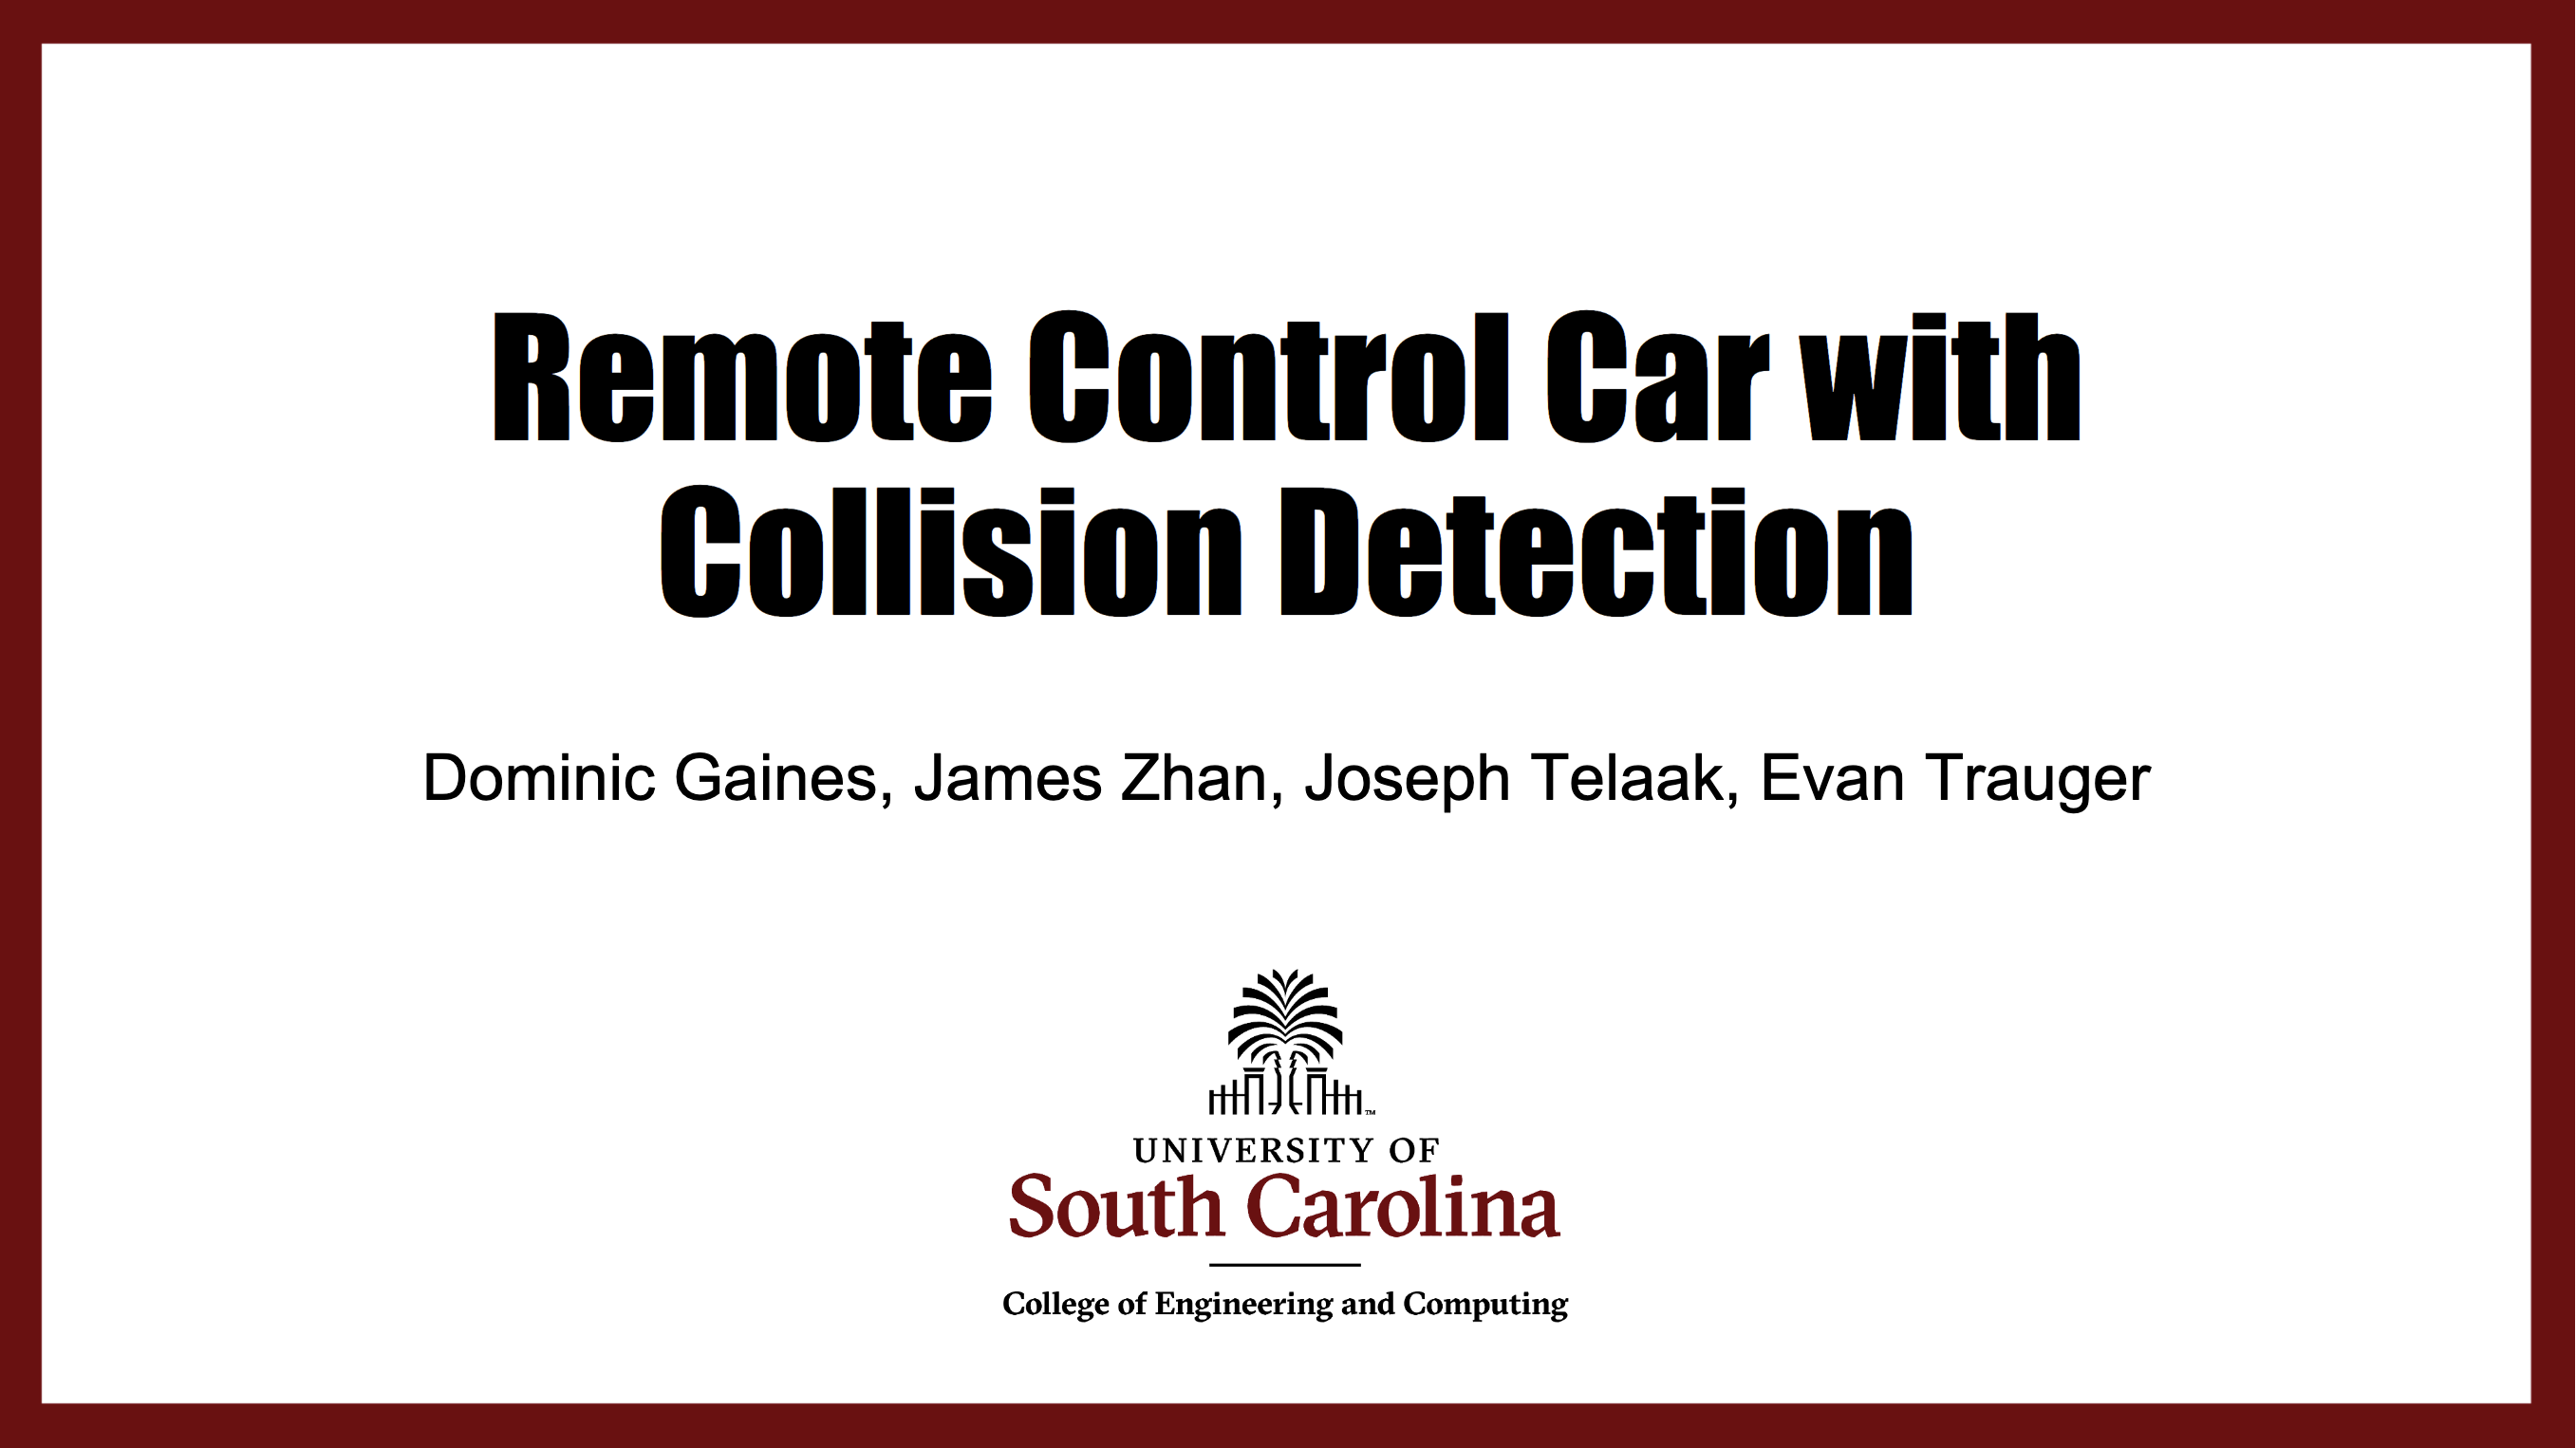 Remote Control Car with
Collision Detection
Dominic Gaines, James Zhan, Joseph Telaak, Evan Trauger
TM
UNIVERSITY OF
South Carolina
College of Engineering and Computing